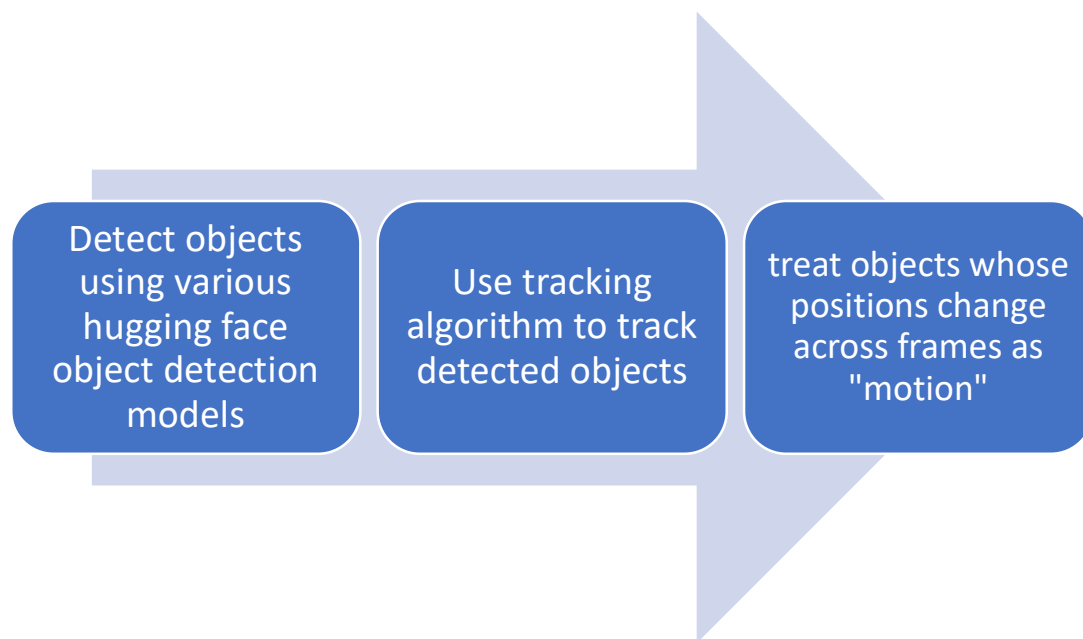 Detect objects
using various
hugging face
object detection
models
Use tracking
algorithm to track
detected objects
treat objects whose
positions change
across frames as
"motion"